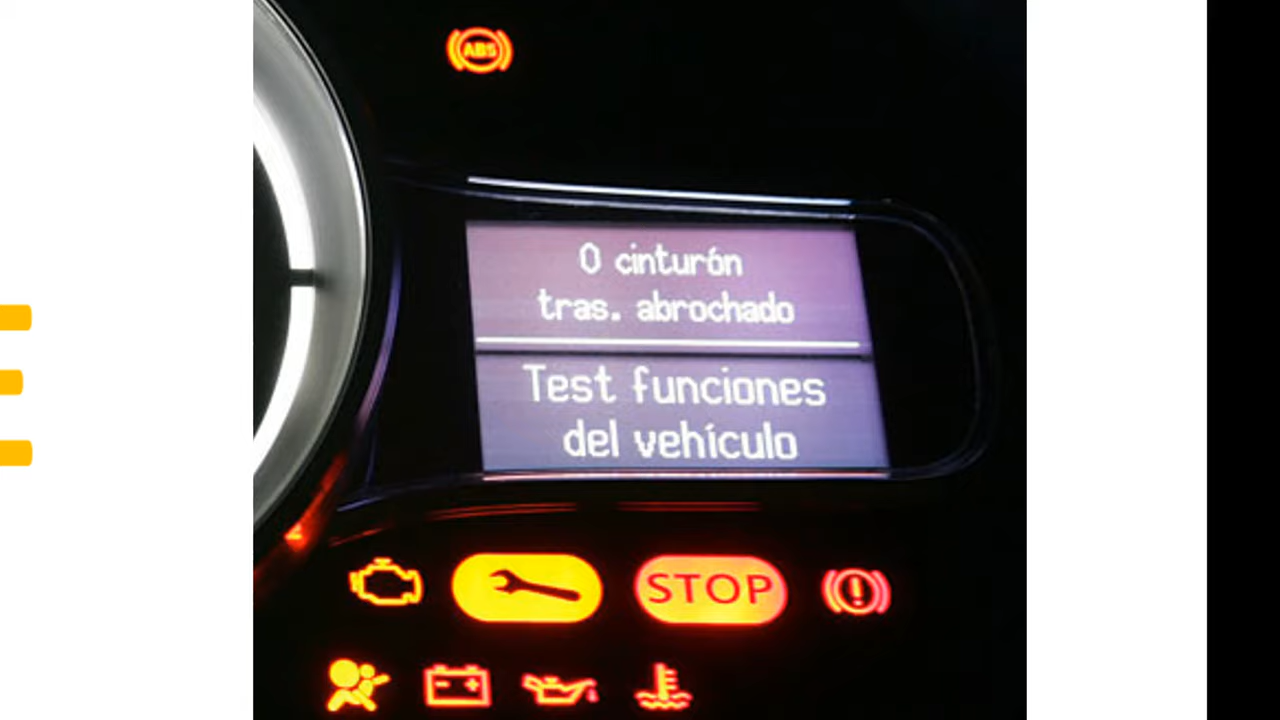 ABS
0 cinturón
tras. abrochado
Test funciones
del vehículo
STOP